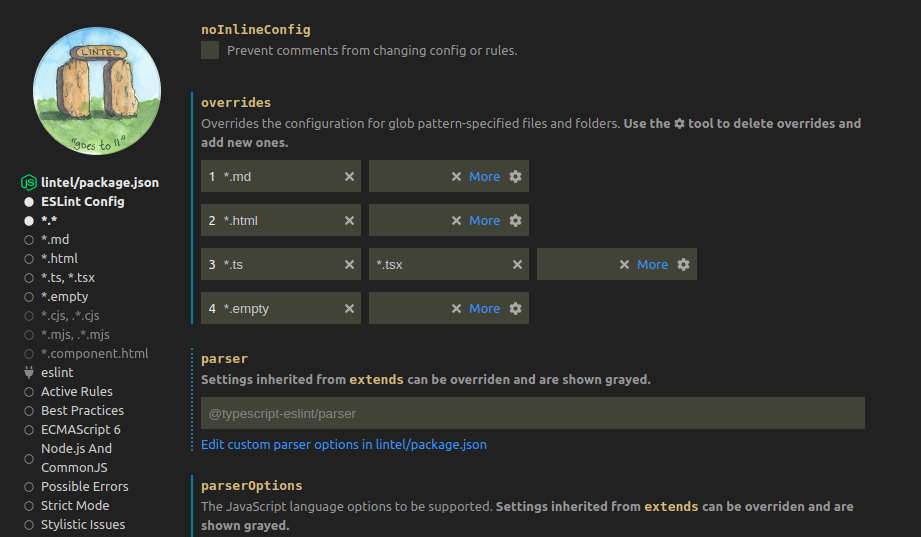 LINTEL
"goes to 11"
lintel/package.json
ESLint Config
*.*
*.md
*.html
*.ts, *.tsx
*.empty
*.cjs, .*.cjs
*.mjs, .*.mjs
*.component.html
eslint
Active Rules
Best Practices
ECMAScript 6
Node.js And
CommonJS
Possible Errors
Strict Mode
Stylistic Issues
noInlineConfig
Prevent comments from changing config or rules.
overrides
Overrides the configuration for glob pattern-specified files and folders. Use the tool to delete overrides and
add new ones.
1 *.md More
2 *.html More
3 *.ts *.tsx More
4 *.empty More
parser
Settings inherited from extends can be overriden and are shown grayed.
@typescript-eslint/parser
Edit custom parser options in lintel/package.json
parserOptions
The JavaScript language options to be supported. Settings inherited from extends can be overriden and are
shown grayed.